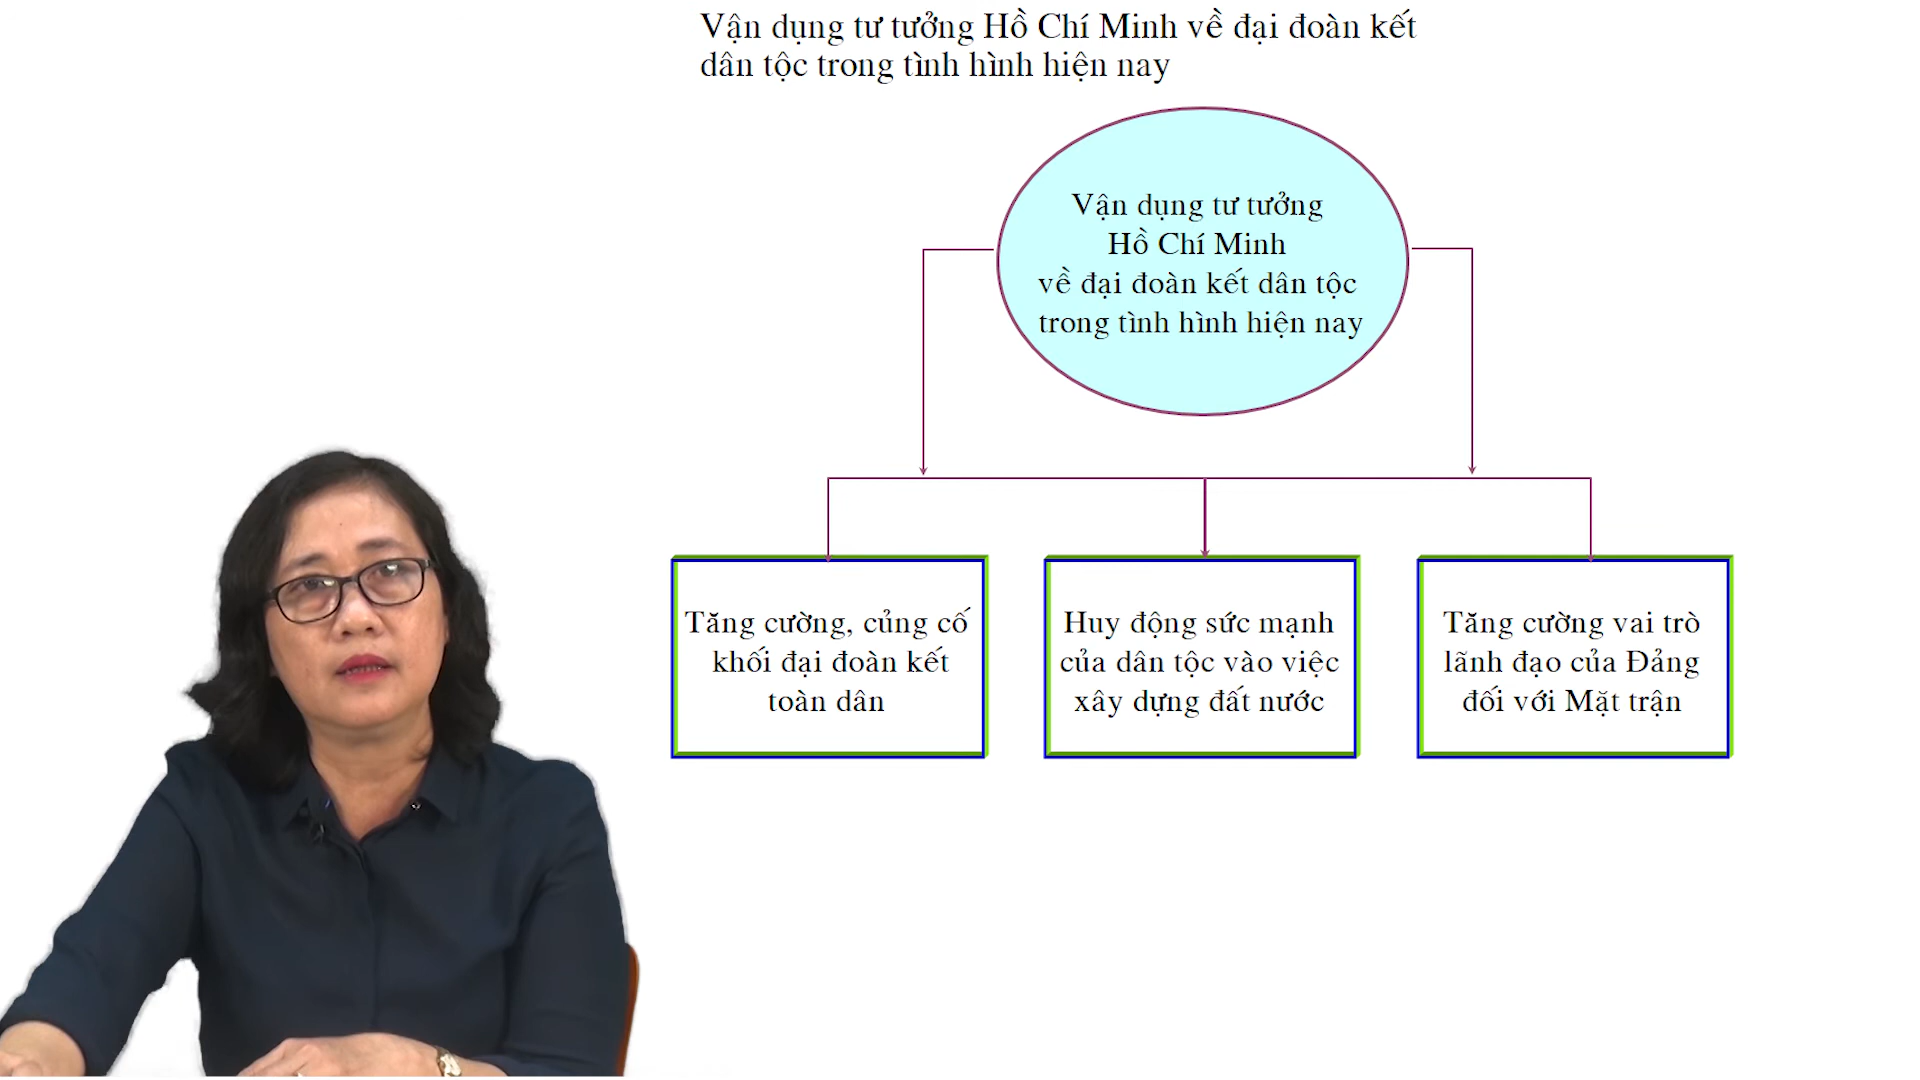 Vận dụng tư tưởng Hồ Chí Minh về đại đoàn kết
dân tộc trong tình hình hiện nay
Vận dụng tư tưởng
Hồ Chí Minh
về đại đoàn kết dân tộc
trong tình hình hiện nay
Tăng cường, củng cố
khối đại đoàn kết
toàn dân
Huy động sức mạnh
của dân tộc vào việc
xây dựng đất nước
Tăng cường vai trò
lãnh đạo của Đảng
đối với Mặt trận